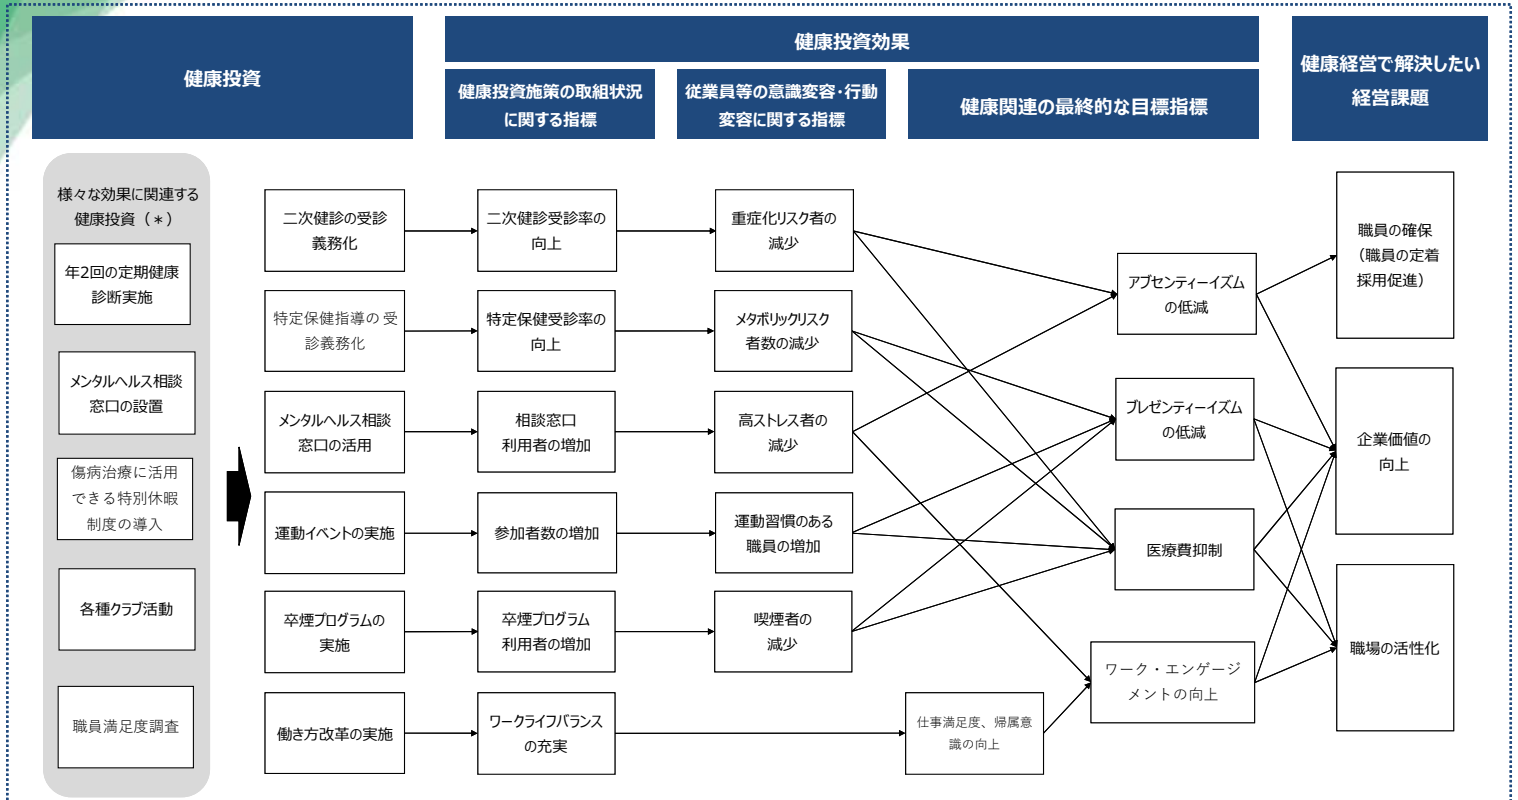 健康投資
健康投資効果
健康投資施策の取組状況
に関する指標
従業員等の意識変容・行動
変容に関する指標
健康関連の最終的な目標指標
健康経営で解決したい
経営課題
様々な効果に関連する
健康投資（＊）
年2回の定期健康
診断実施
メンタルヘルス相談
窓口の設置
傷病治療に活用
できる特別休暇
制度の導入
各種クラブ活動
職員満足度調査
二次健診の受診
義務化
特定保健指導の 受
診義務化
メンタルヘルス相談
窓口の活用
運動イベントの実施
卒煙プログラムの
実施
働き方改革の実施
二次健診受診率の
向上
特定保健受診率の
向上
相談窓口
利用者の増加
参加者数の増加
卒煙プログラム
利用者の増加
ワークライフバランス
の充実
重症化リスク者の
減少
メタボリックリスク
者数の減少
高ストレス者の
減少
運動習慣のある
職員の増加
喫煙者の
減少
仕事満足度、帰属意
識の向上
アブセンティーイズム
の低減
プレゼンティーイズム
の低減
医療費抑制
ワーク・エンゲージ
メントの向上
職員の確保
（職員の定着
採用促進）
企業価値の
向上
職場の活性化